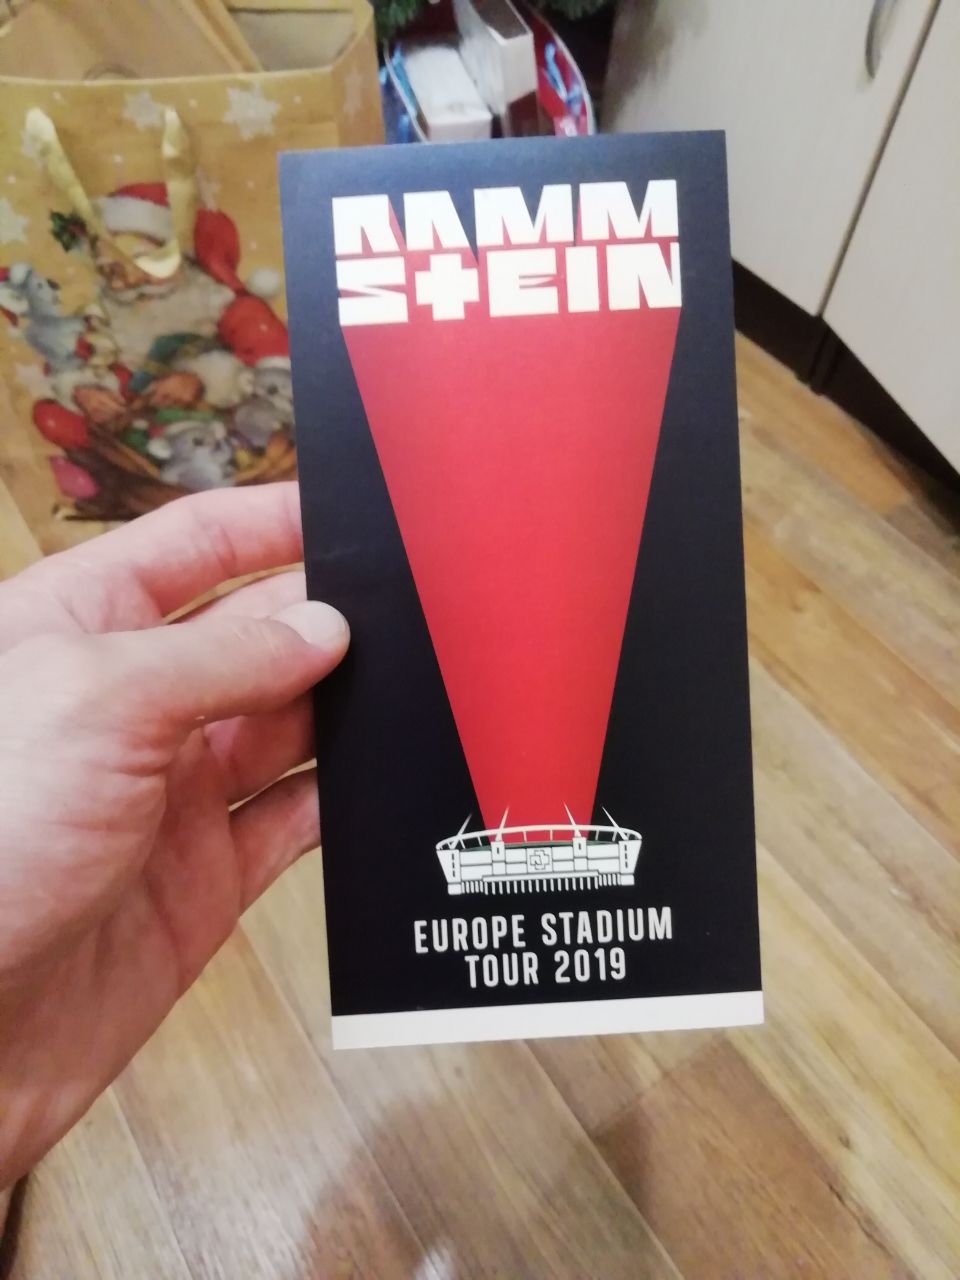 RAMM
STEIN
EUROPE STADIUM
TOUR 2019